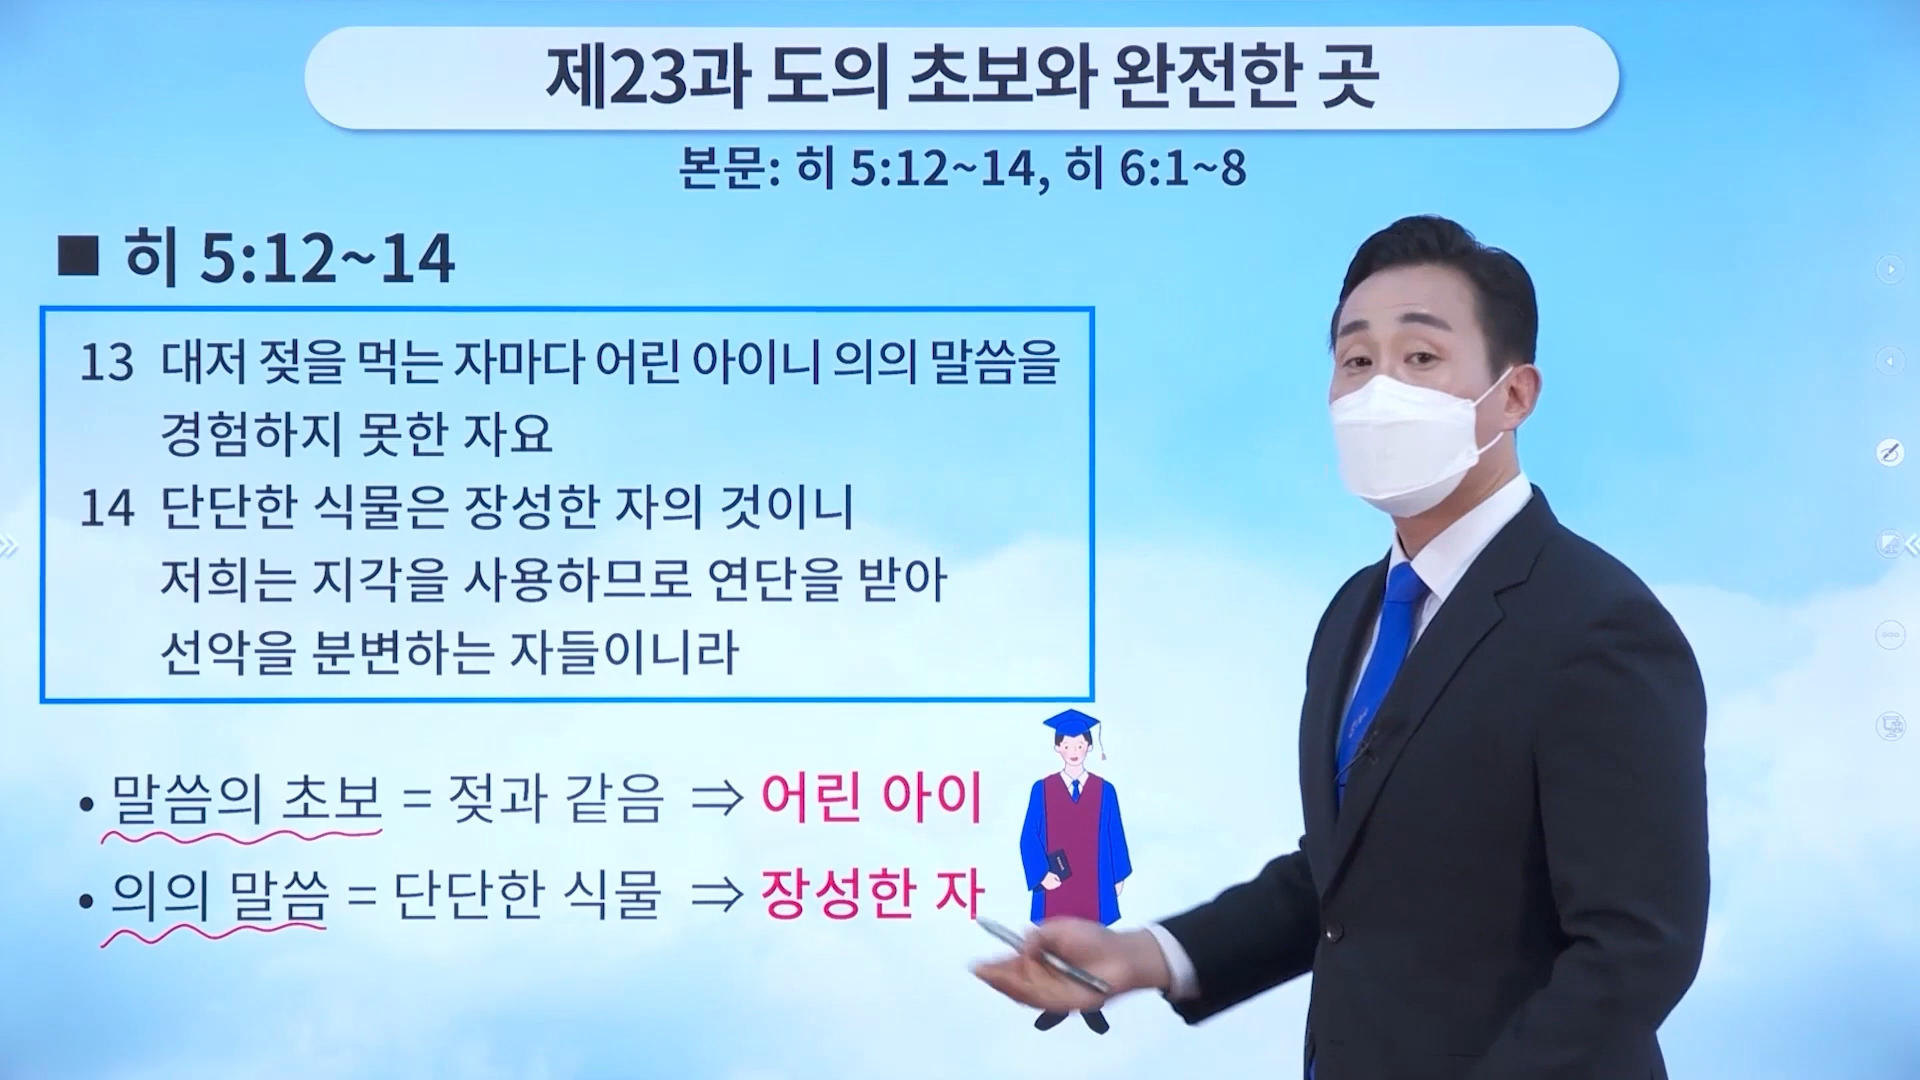 제23과 도의 초보와 완전한 곳
본문: 히 5:12~14, 히 6:1~8
■ 히 5:12~14
13 대저 젖을 먹는 자마다 어린 아이니 의의 말씀을
경험하지 못한 자요
14 단단한 식물은 장성한 자의 것이니
저희는 지각을 사용하므로 연단을 받아
선악을 분변하는 자들이니라
• 말씀의 초보 = 젖과 같음 ⇒ 어린 아이
• 의의 말씀 = 단단한 식물 ⇒ 장성한 자